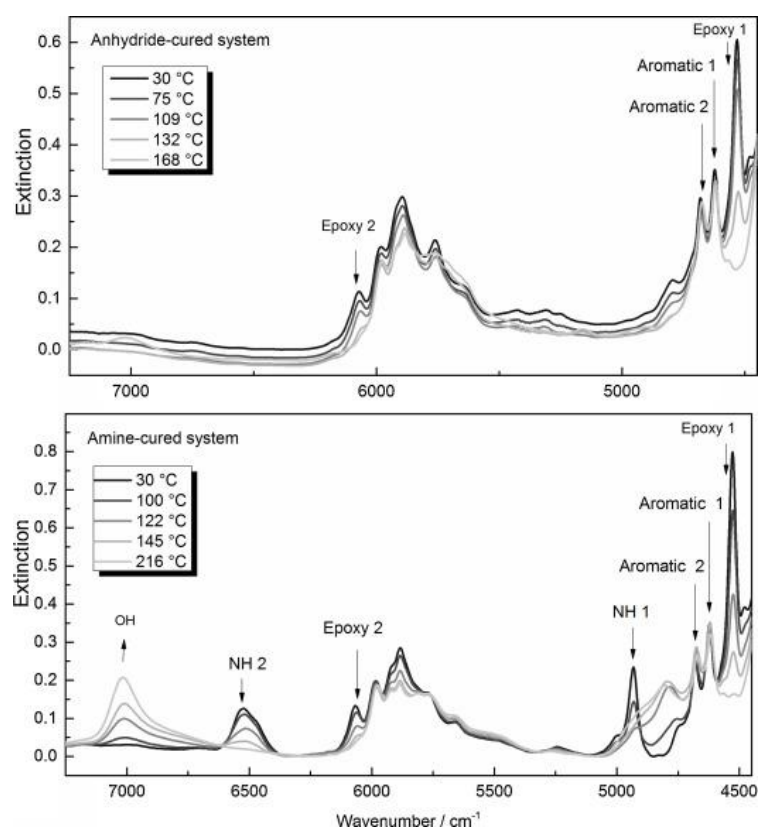 Anhydride-cured system
30 °C
75 °C
109 °C
132 °C
168 °C
Epoxy 1
Aromatic 1
Aromatic 2
Epoxy 2
Extinction
0.6
0.5
0.4
0.3
0.2
0.1
0.0
7000 6000 5000
Amine-cured system
30 °C
100 °C
122 °C
145 °C
216 °C
Epoxy 1
Aromatic 1
Aromatic 2
NH 1
Epoxy 2
NH 2
OH
Extinction
0.8
0.7
0.6
0.5
0.4
0.3
0.2
0.1
0.0
7000 6500 6000 5500 5000 4500
Wavenumber / cm⁻¹